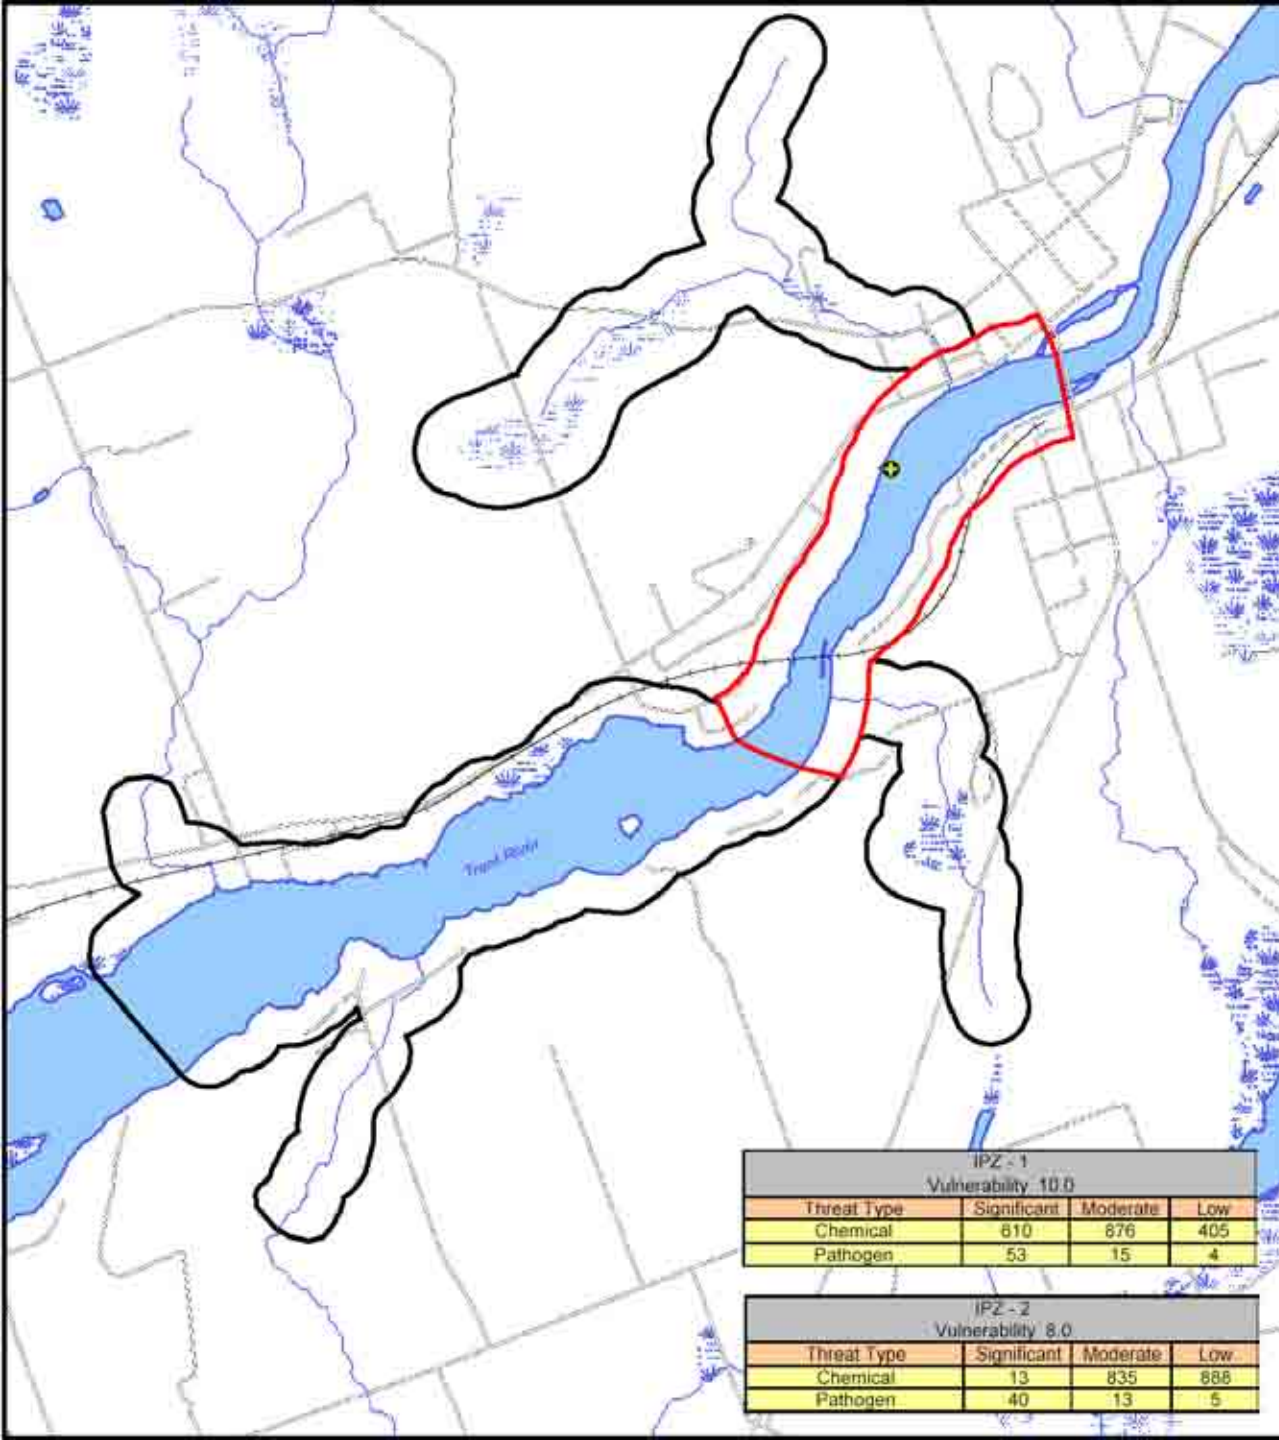 Trent River
IPZ - 1
Vulnerability 10.0
Threat Type Significant Moderate Low
Chemical 610 876 405
Pathogen 53 15 4
IPZ - 2
Vulnerability 8.0
Threat Type Significant Moderate Low
Chemical 13 835 888
Pathogen 40 13 5